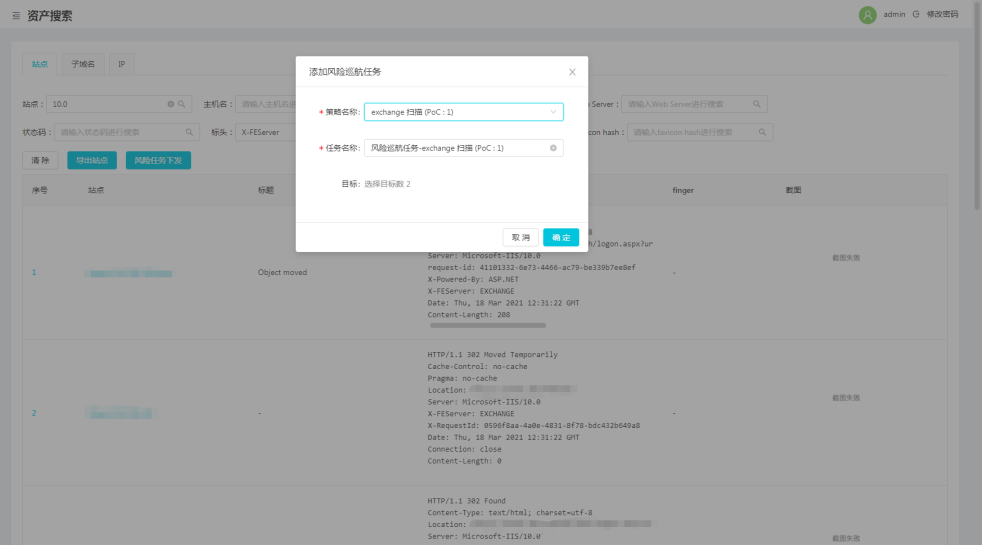 资产搜索
admin 修改密码
站点 子域名 IP
添加风险巡航任务
* 策略名称: exchange 扫描 (PoC : 1)
* 任务名称: 风险巡航任务-exchange 扫描 (PoC : 1)
目标: 选择目标数 2
取 消 确 定
站点 : 10.0 主机名 : 请输入主机名进 Server : 请输入Web Server进行搜索
状态码 : 请输入状态码进行搜索 标头 : X-FEServer con hash : 请输入favicon hash进行搜索
清 除 导出站点 风险任务下发
序号 站点 标题 finger 截图
h/logon.aspx?ur
Server: Microsoft-IIS/10.0
1 Object moved request-id: 41101332-6e73-4466-ac79-be339b7ee8ef - 截图失败
X-Powered-By: ASP.NET
X-FEServer: EXCHANGE
Date: Thu, 18 Mar 2021 12:31:22 GMT
Content-Length: 208
HTTP/1.1 302 Moved Temporarily
Cache-Control: no-cache
Pragma: no-cache
Location:
Server: Microsoft-IIS/10.0
2 - X-FEServer: EXCHANGE - 截图失败
X-RequestId: 0596f8aa-4a0e-4831-8f78-bdc432b649a8
Date: Thu, 18 Mar 2021 12:31:22 GMT
Connection: close
Content-Length: 0
HTTP/1.1 302 Found
Content-Type: text/html; charset=utf-8
Location:
Server: Microsoft-IIS/10.0 截图失败